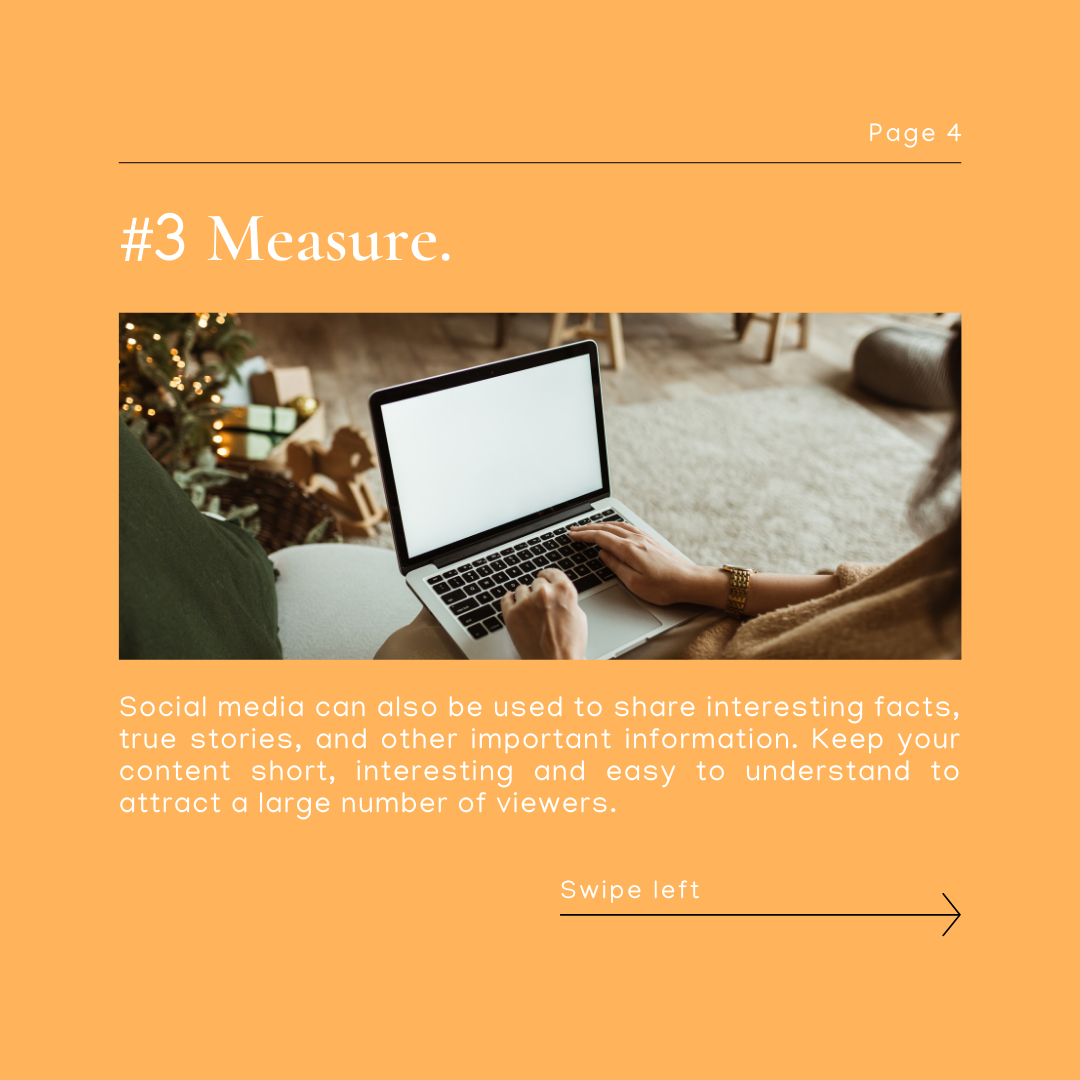 Page 4
#3 Measure.
Social media can also be used to share interesting facts,
true stories, and other important information. Keep your
content short, interesting and easy to understand to
attract a large number of viewers.
Swipe left